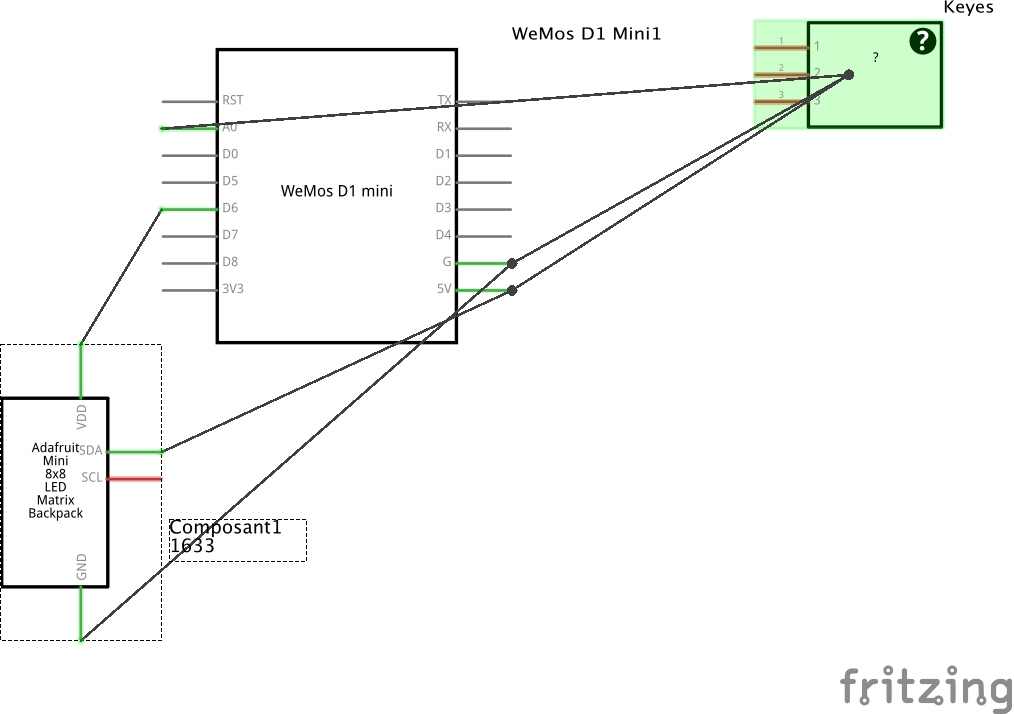 Keyes
WeMos D1 Mini1
1
1
?
?
2
2
3
3
RST
TX
A0
RX
D0
D1
D5
D2
WeMos D1 mini
D6
D3
D7
D4
D8
G
3V3
5V
VDD
Adafruit
SDA
Mini
8x8
SCL
LED
Matrix
Backpack
GND
Composant1
1633
fritzing